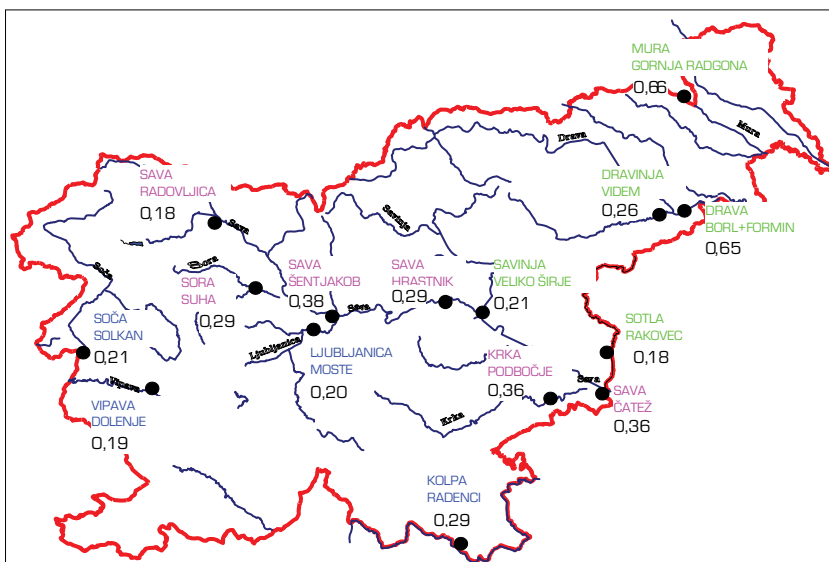 MURA
GORNJA RADGONA
0,66
Mura
Drava
DRAVINJA
VIDEM
0,26
DRAVA
BORL+FORMIN
0,65
SAVA
RADOVLJICA
0,18
Sava
Savinja
Soča
Sora
SORA
SUHA
0,29
SAVA
ŠENTJAKOB
0,38
Sava
SAVA
HRASTNIK
0,29
SAVINJA
VELIKO ŠIRJE
0,21
SOČA
SOLKAN
0,21
Ljubljanica
LJUBLJANICA
MOSTE
0,20
SOTLA
RAKOVEC
0,18
KRKA
PODBOČJE
0,36
Sava
SAVA
ČATEŽ
0,36
Vipava
VIPAVA
DOLENJE
0,19
Krka
KOLPA
RADENCI
0,29